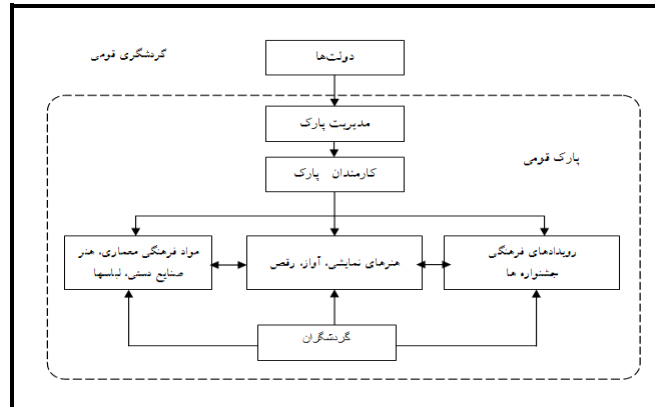 گردشگری قومی
دولت‌ها
مدیریت پارک
پارک قومی
کارمندان پارک
رویدادهای فرهنگی
جشنواره ها
هنرهای نمایشی، آواز، رقص
مواد فرهنگی معماری، هنر
صنایع دستی، لباسها
گردشگران